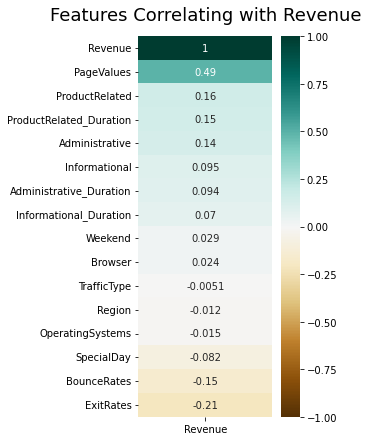 Features Correlating with Revenue
Revenue 1
PageValues 0.49
ProductRelated 0.16
ProductRelated_Duration 0.15
Administrative 0.14
Informational 0.095
Administrative_Duration 0.094
Informational_Duration 0.07
Weekend 0.029
Browser 0.024
TrafficType -0.0051
Region -0.012
OperatingSystems -0.015
SpecialDay -0.082
BounceRates -0.15
ExitRates -0.21
Revenue
1.00
0.75
0.50
0.25
0.00
−0.25
−0.50
−0.75
−1.00